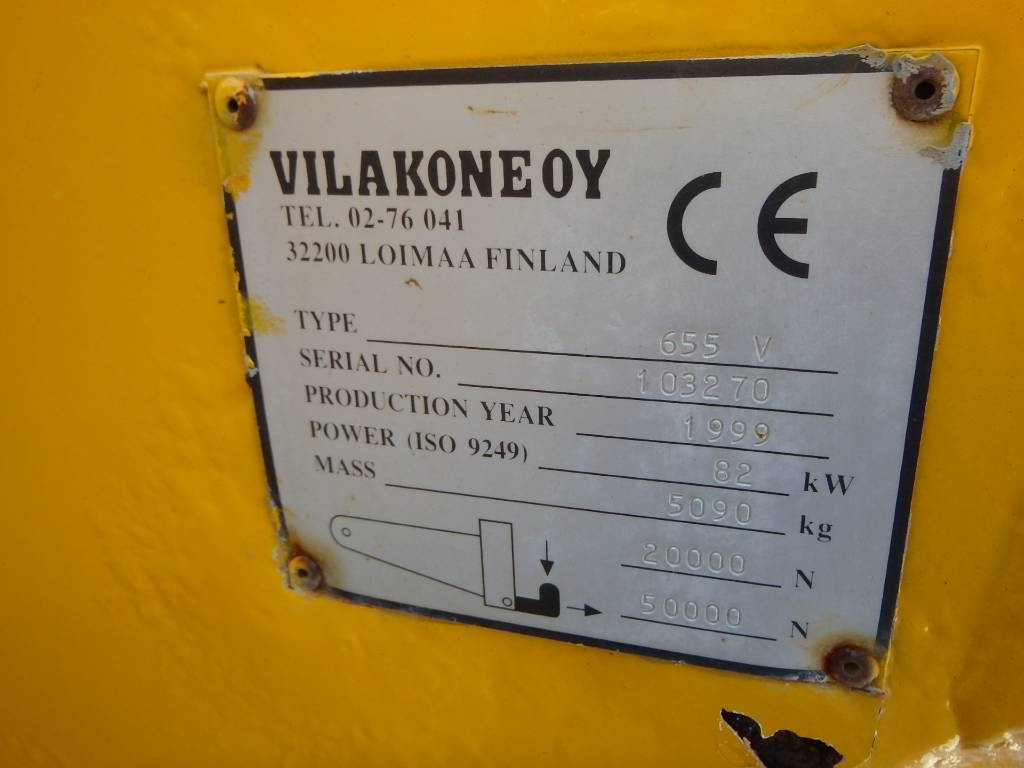 VILAKONE OY
TEL. 02-76 041
32200 LOIMAA FINLAND
CE
TYPE 655 V
SERIAL NO. 103270
PRODUCTION YEAR 1999
POWER (ISO 9249) 82 kW
MASS 5090 kg
20000 N
50000 N